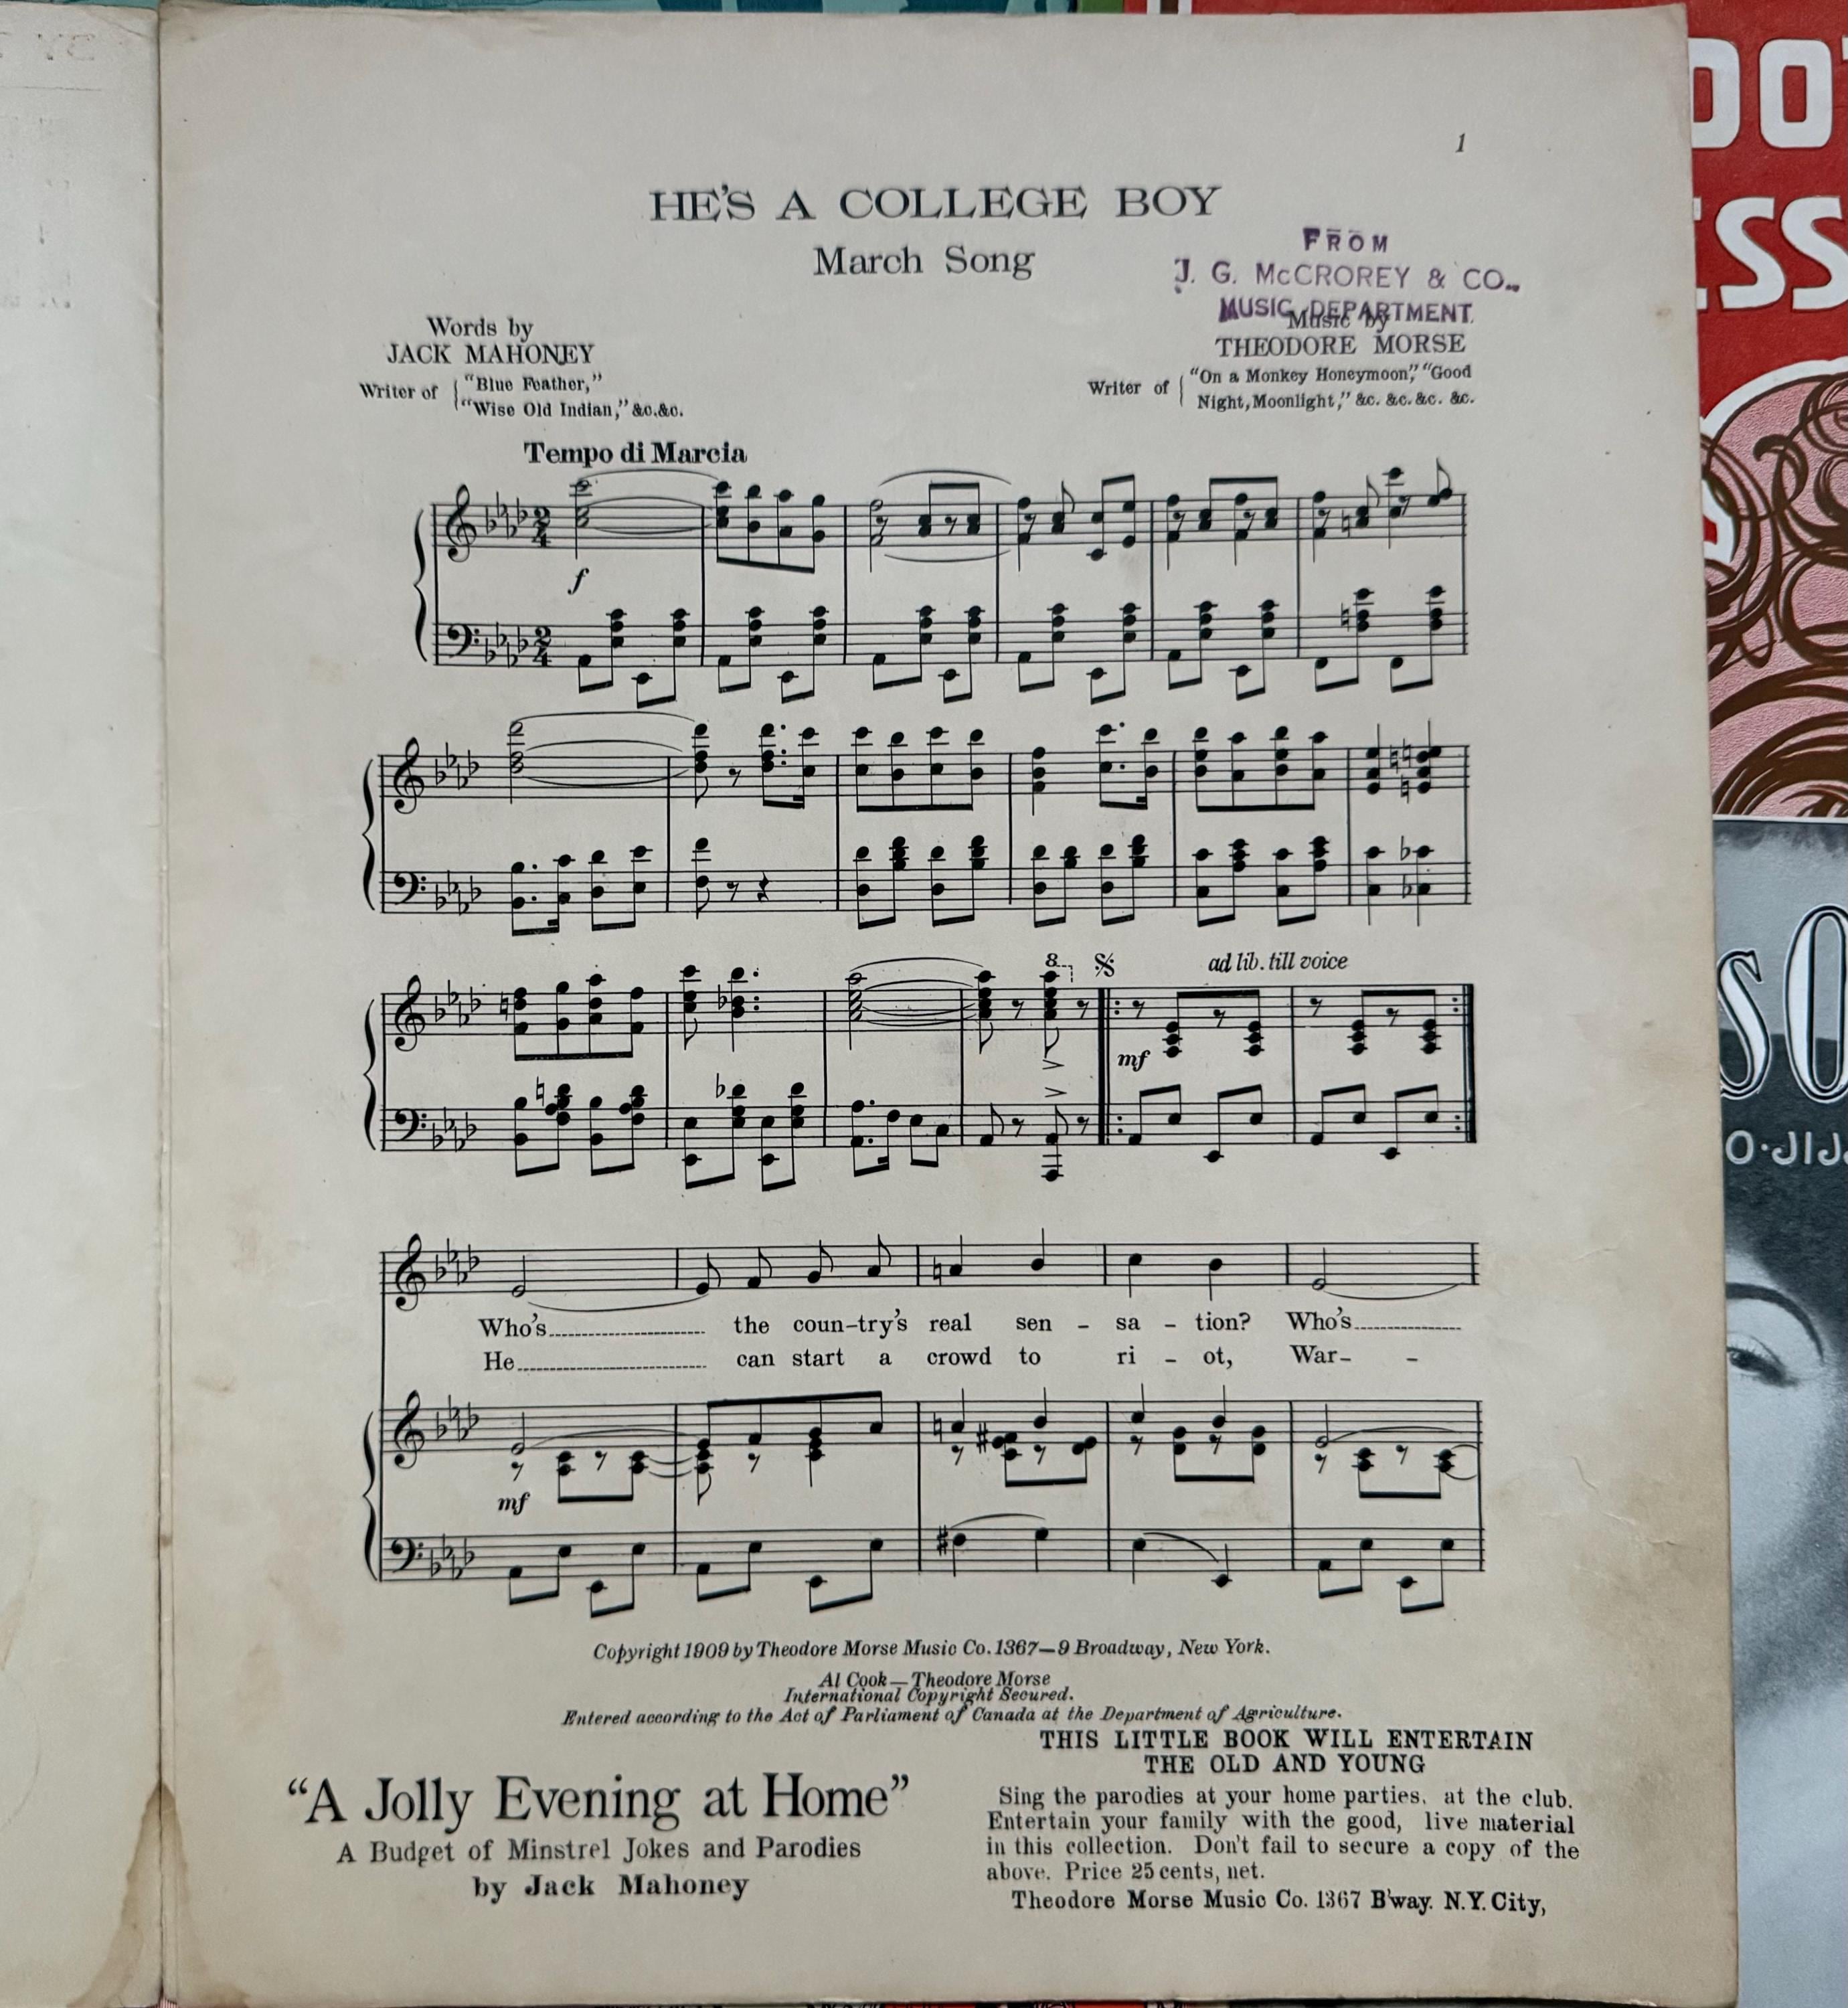 1
HE'S A COLLEGE BOY
March Song
FROM
J. G. McCROREY & CO.
MUSIC DEPARTMENT
Words by
JACK MAHONEY
Writer of { "Blue Feather,"
"Wise Old Indian," &c.&c.
Music by
THEODORE MORSE
Writer of { "On a Monkey Honeymoon," "Good
Night, Moonlight," &c. &c. &c. &c.
Tempo di Marcia
f
8
ad lib. till voice
mf
Who's the coun-try's real sen - sa - tion? Who's
He can start a crowd to ri - ot, War- -
mf
Copyright 1909 by Theodore Morse Music Co. 1367—9 Broadway, New York.
Al Cook — Theodore Morse
International Copyright Secured.
Entered according to the Act of Parliament of Canada at the Department of Agriculture.
"A Jolly Evening at Home"
A Budget of Minstrel Jokes and Parodies
by Jack Mahoney
THIS LITTLE BOOK WILL ENTERTAIN
THE OLD AND YOUNG
Sing the parodies at your home parties, at the club.
Entertain your family with the good, live material
in this collection. Don't fail to secure a copy of the
above. Price 25 cents, net.
Theodore Morse Music Co. 1367 B'way. N.Y. City,